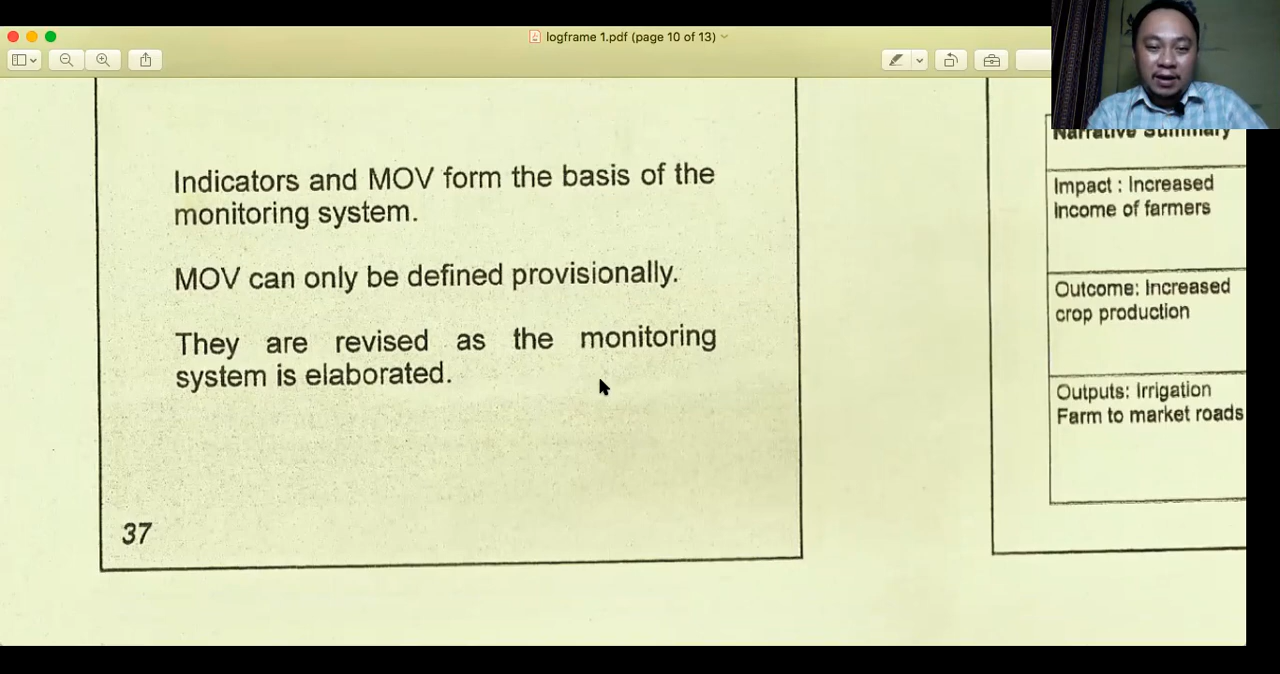 logframe 1.pdf (page 10 of 13)
Indicators and MOV form the basis of the
monitoring system.
MOV can only be defined provisionally.
They are revised as the monitoring
system is elaborated.
37
Narrative Summary
Impact : Increased
Income of farmers
Outcome: Increased
crop production
Outputs: Irrigation
Farm to market roads